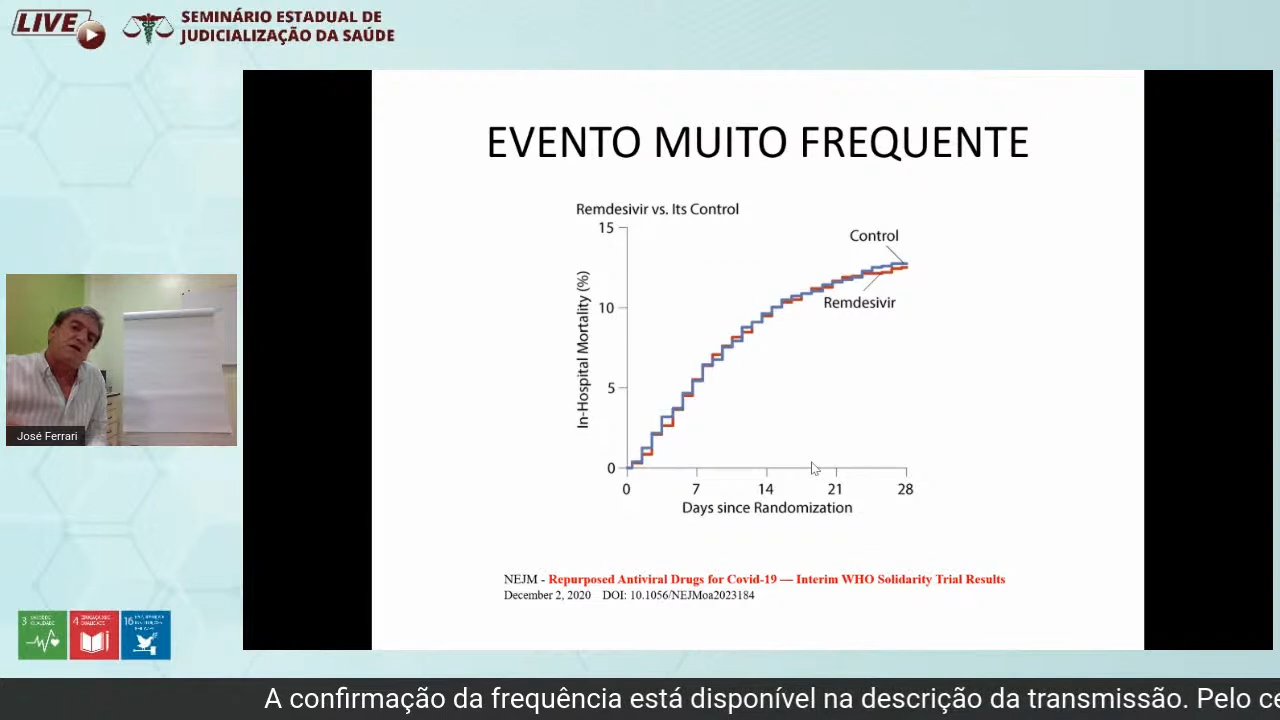 LIVE
SEMINÁRIO ESTADUAL DE
JUDICIALIZAÇÃO DA SAÚDE
EVENTO MUITO FREQUENTE
Remdesivir vs. Its Control
15
10
5
0
In-Hospital Mortality (%)
Control
Remdesivir
0 7 14 21 28
Days since Randomization
NEJM - Repurposed Antiviral Drugs for Covid-19 — Interim WHO Solidarity Trial Results
December 2, 2020 DOI: 10.1056/NEJMoa2023184
José Ferrari
3
4
16
A confirmação da frequência está disponível na descrição da transmissão. Pelo ce